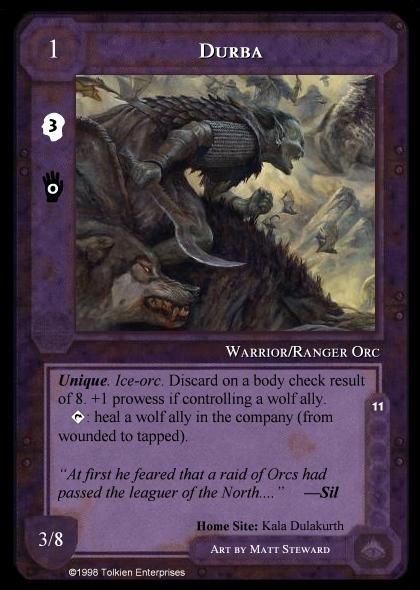 1
DURBA
3
0
WARRIOR/RANGER ORC
Unique. Ice-orc. Discard on a body check result
of 8. +1 prowess if controlling a wolf ally.
: heal a wolf ally in the company (from
wounded to tapped).
11
“At first he feared that a raid of Orcs had
passed the leaguer of the North....” —Sil
Home Site: Kala Dulakurth
3/8
ART BY MATT STEWARD
©1998 Tolkien Enterprises